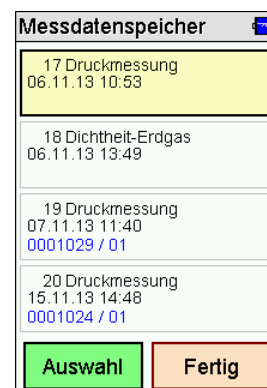 Messdatenspeicher
17 Druckmessung
06.11.13 10:53
18 Dichtheit-Erdgas
06.11.13 13:49
19 Druckmessung
07.11.13 11:40
0001029 / 01
20 Druckmessung
15.11.13 14:48
0001024 / 01
Auswahl
Fertig